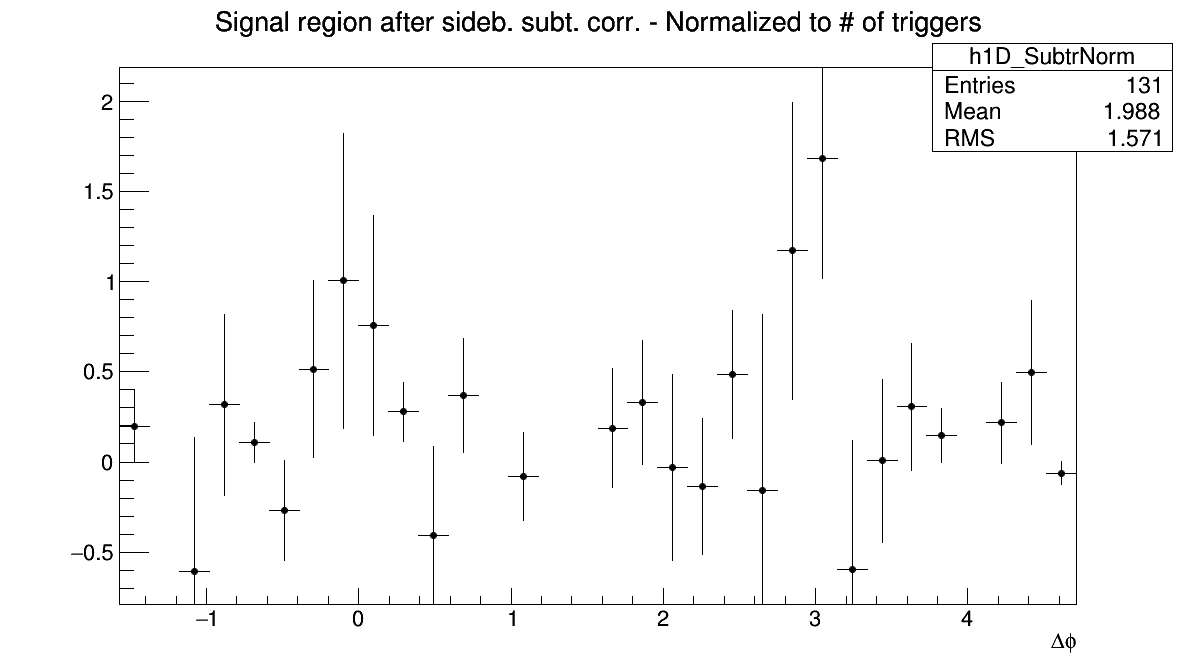 Signal region after sideb. subt. corr. - Normalized to # of triggers
h1D_SubtrNorm
Entries 131
Mean 1.988
RMS 1.571
2
1.5
1
0.5
0
−0.5
−1 0 1 2 3 4
Δϕ